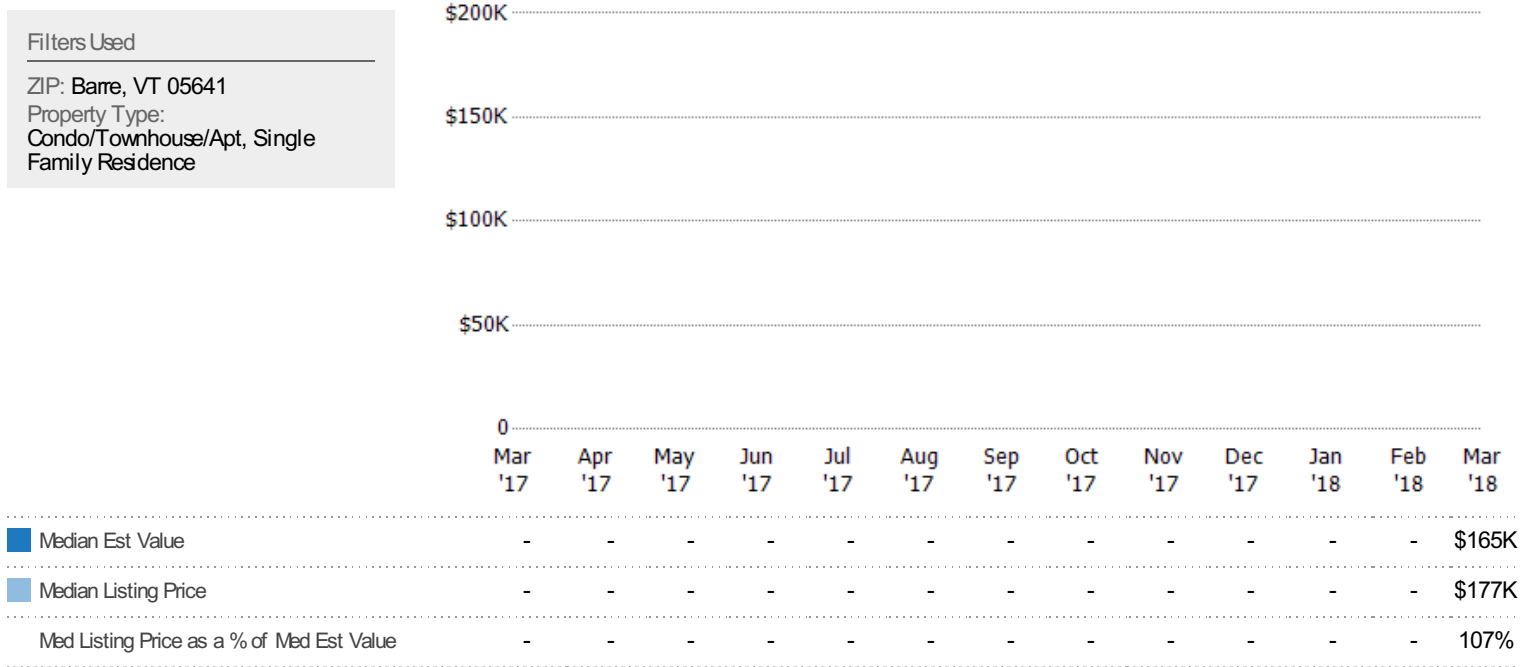 Filters Used
ZIP: Barre, VT 05641
Property Type:
Condo/Townhouse/Apt, Single
Family Residence
$200K
$150K
$100K
$50K
0
Mar Apr May Jun Jul Aug Sep Oct Nov Dec Jan Feb Mar
'17 '17 '17 '17 '17 '17 '17 '17 '17 '17 '18 '18 '18
Median Est Value - - - - - - - - - - - - $165K
Median Listing Price - - - - - - - - - - - - $177K
Med Listing Price as a % of Med Est Value - - - - - - - - - - - - 107%